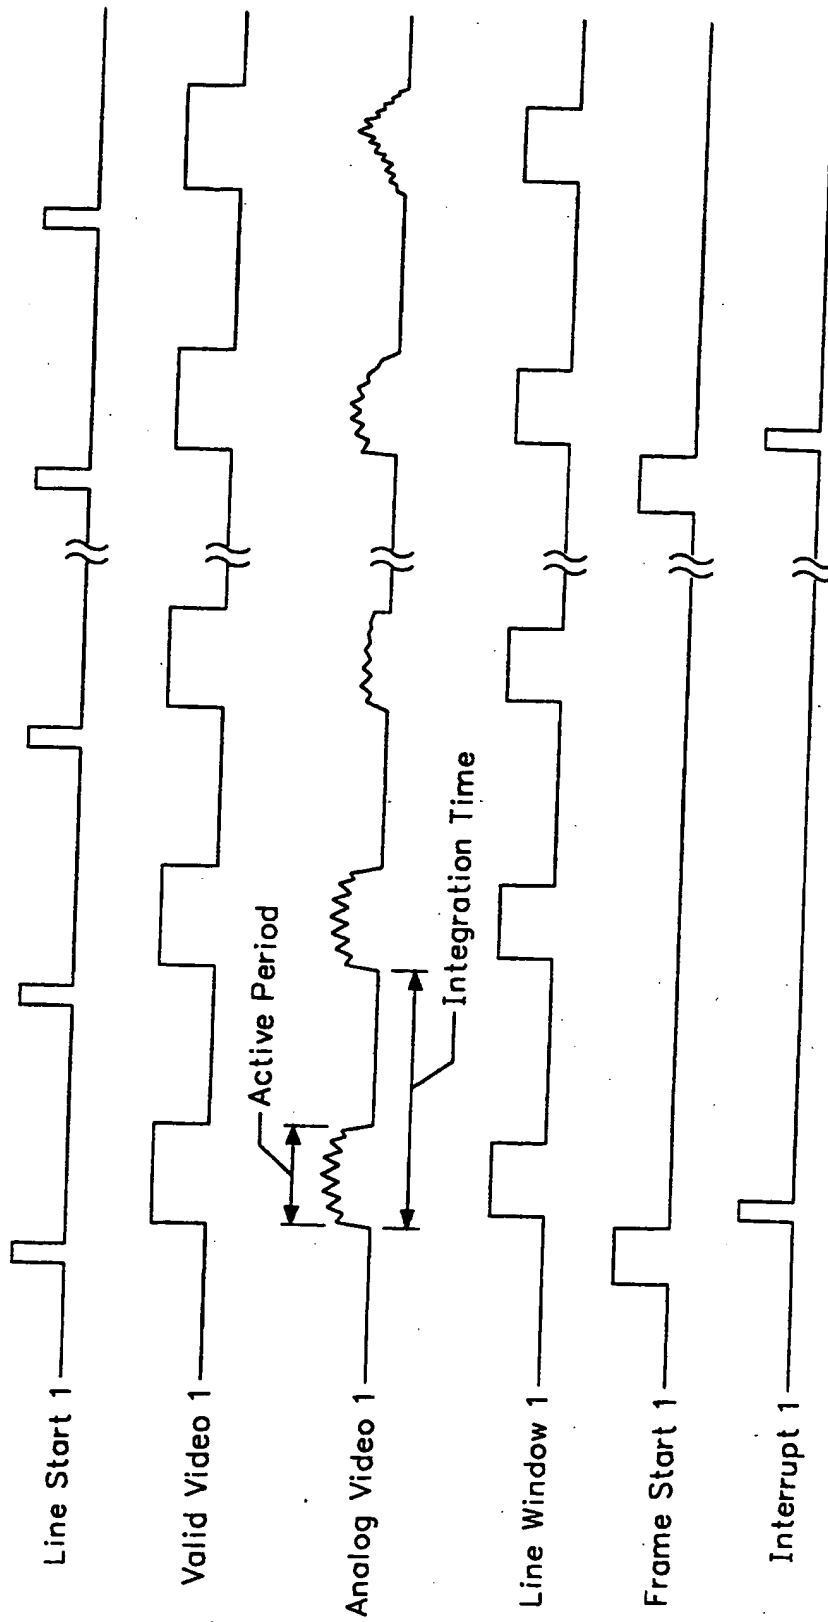 Line Start 1
Valid Video 1
Active Period
Analog Video 1
Integration Time
Line Window 1
Frame Start 1
Interrupt 1